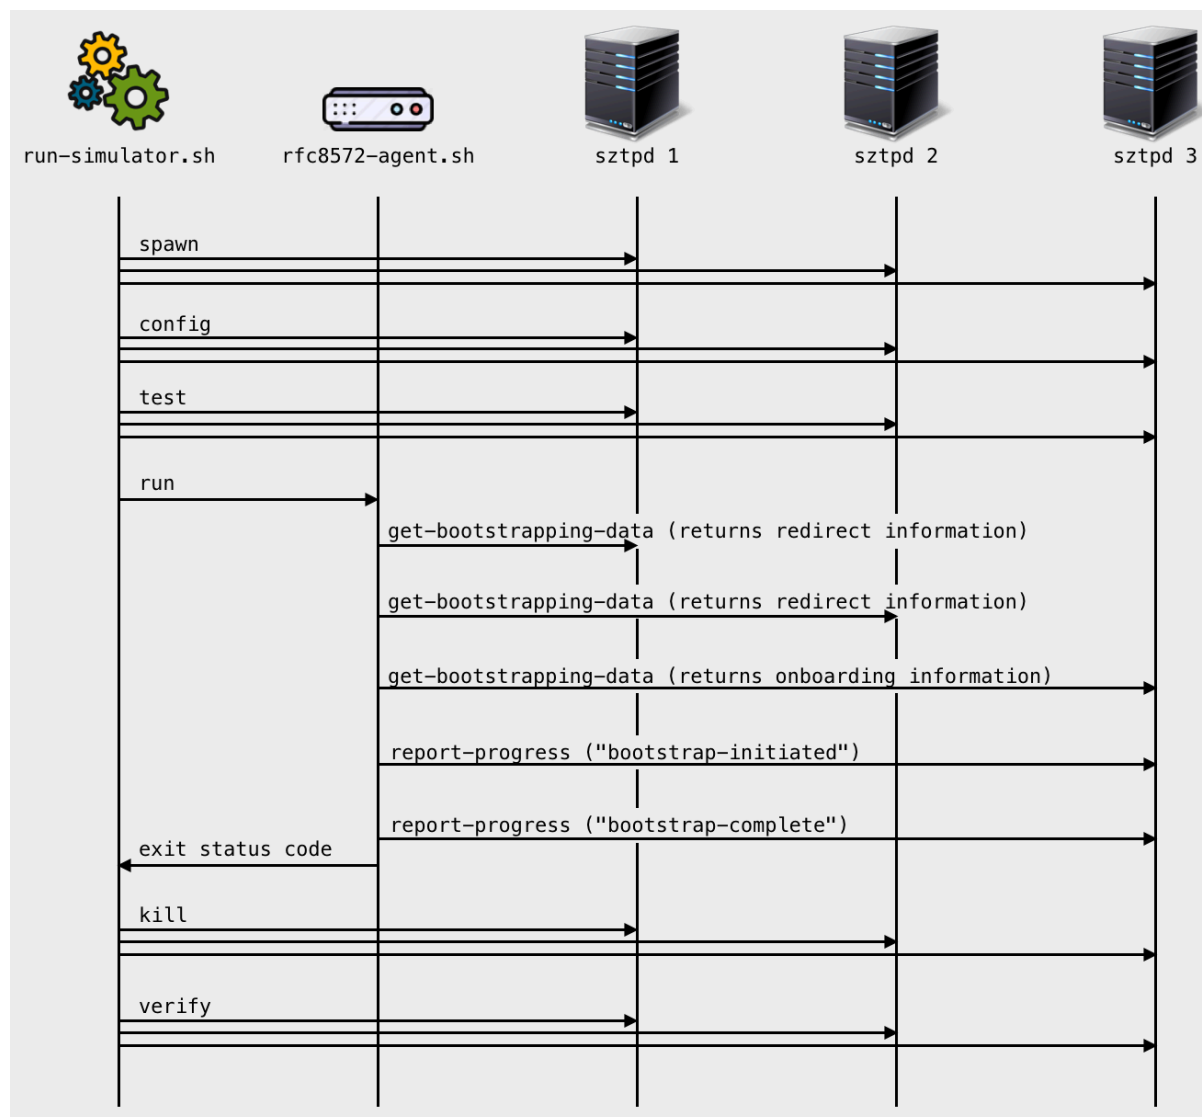 run-simulator.sh rfc8572-agent.sh sztpd 1 sztpd 2 sztpd 3
spawn
config
test
run
get-bootstrapping-data (returns redirect information)
get-bootstrapping-data (returns redirect information)
get-bootstrapping-data (returns onboarding information)
report-progress ("bootstrap-initiated")
report-progress ("bootstrap-complete")
exit status code
kill
verify